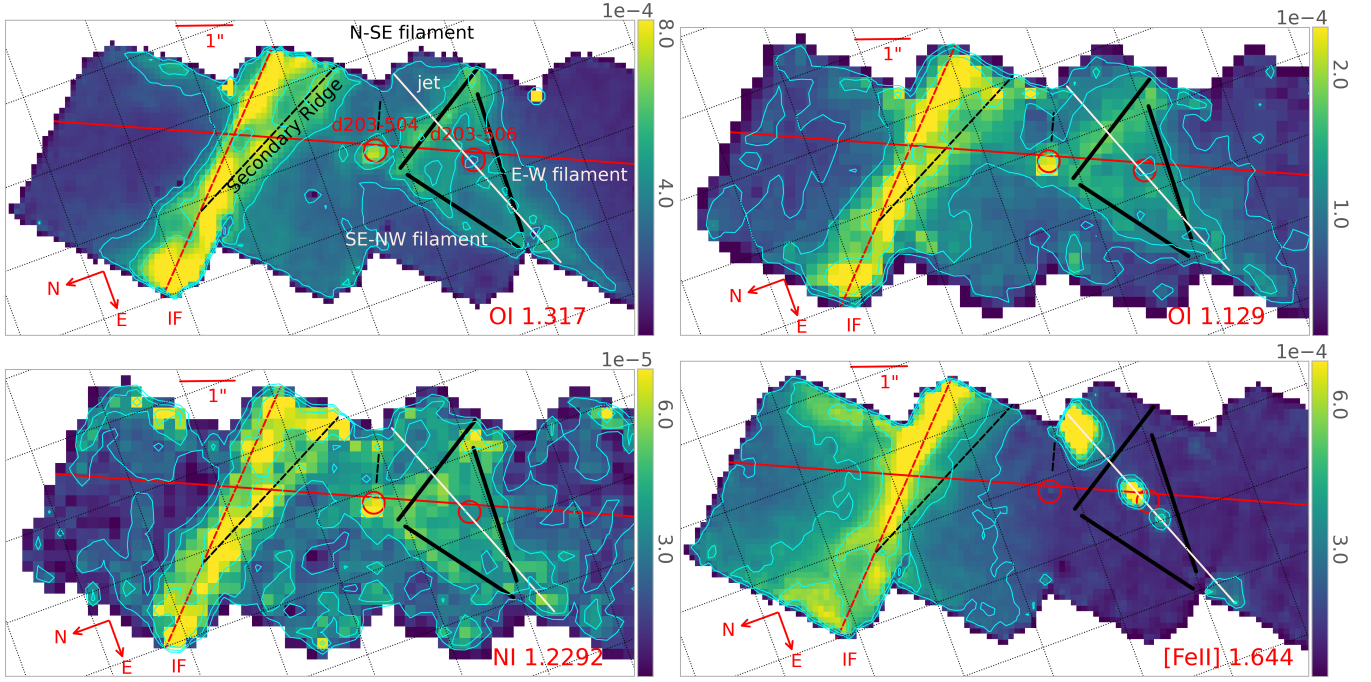 1e−4
N-SE filament
1"
jet
Secondary Ridge
d203-504
d203-506
E-W filament
SE-NW filament
N
E
IF
OI 1.317
8.0
4.0
1e−4
1"
N
E
IF
OI 1.129
2.0
1.0
1e−5
1"
N
E
IF
NI 1.2292
6.0
3.0
1e−4
1"
N
E
IF
[FeII] 1.644
6.0
3.0